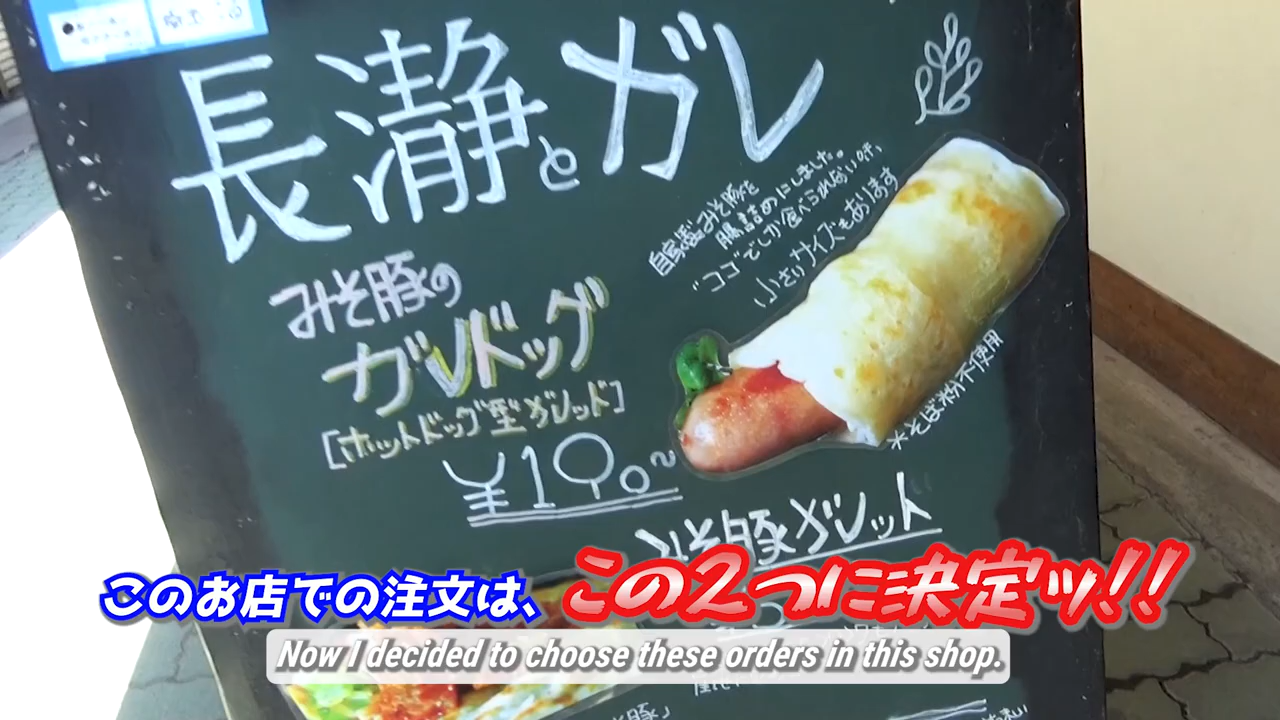 長瀞とガレ
自家製みそ豚を
腸詰めにしました。
"ココ"でしか食べられない味、
小さいサイズもあります
みそ豚の
ガレドッグ
[ホットドッグ型ガレット]
※そば粉不使用
みそ豚ガレット
このお店での注文は、この2つに決定ッ!!
Now I decided to choose these orders in this shop.